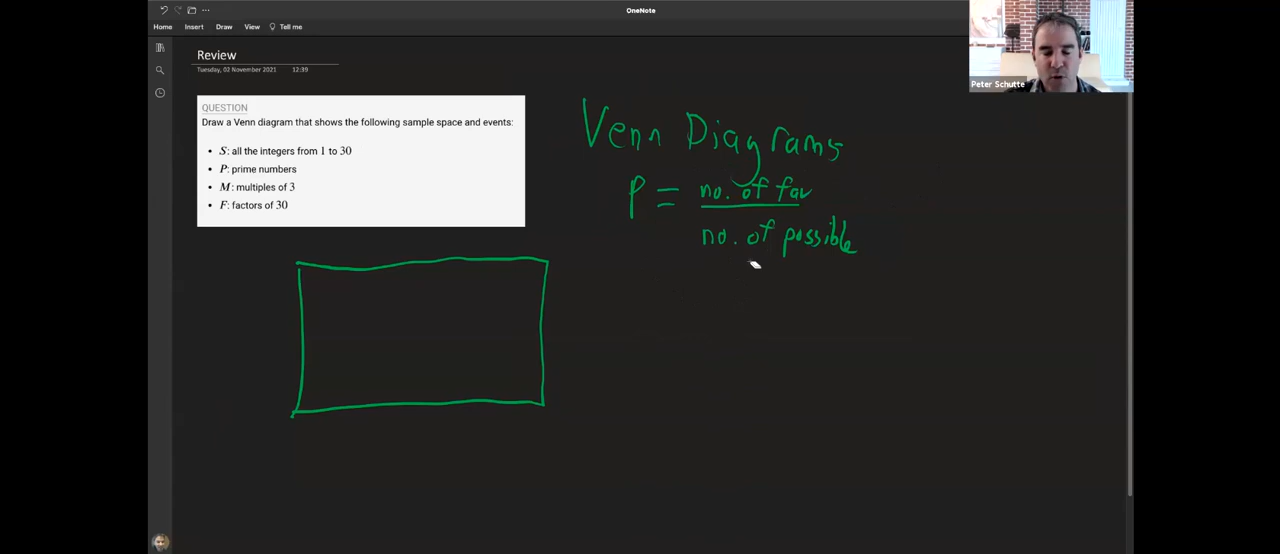 OneNote
Home Insert Draw View Tell me
Review
Tuesday, 02 November 2021 12:39
QUESTION
Draw a Venn diagram that shows the following sample space and events:
• S: all the integers from 1 to 30
• P: prime numbers
• M: multiples of 3
• F: factors of 30
Venn Diagrams
P = no. of fav
no. of possible
Peter Schutte